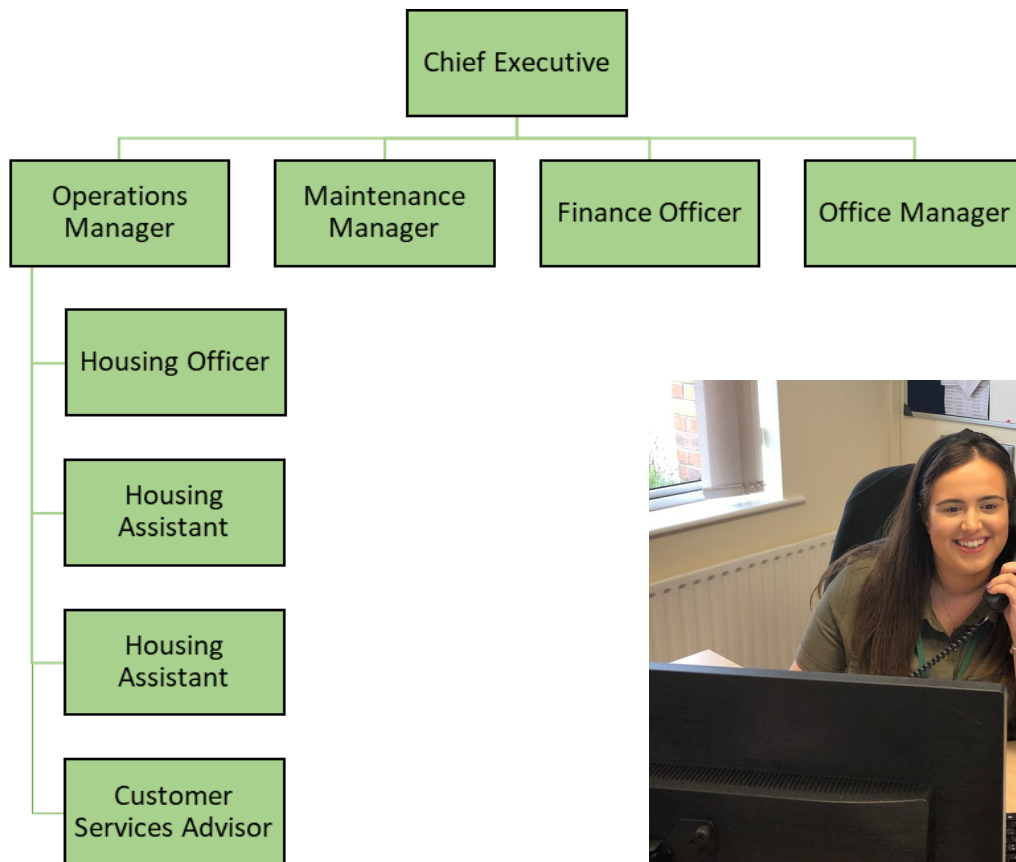 Chief Executive
Operations
Manager
Maintenance
Manager
Finance Officer
Office Manager
Housing Officer
Housing
Assistant
Housing
Assistant
Customer
Services Advisor